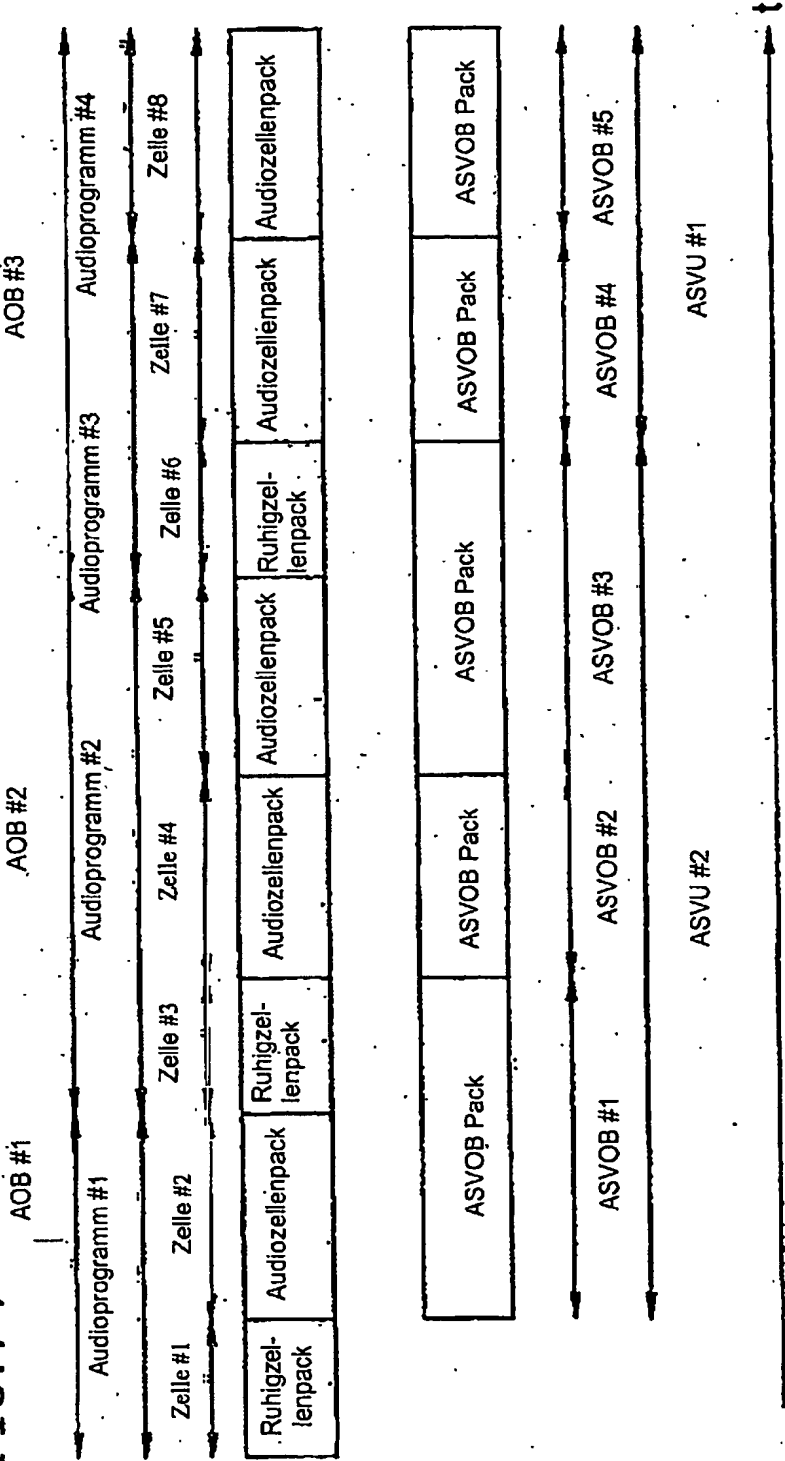 AOB #1 AOB #2 AOB #3
Audioprogramm #1 Audioprogramm #2 Audioprogramm #3 Audioprogramm #4
Zelle #1 Zelle #2 Zelle #3 Zelle #4 Zelle #5 Zelle #6 Zelle #7 Zelle #8
Ruhigzel-
lenpack
Audiozellenpack
Ruhigzel-
lenpack
Audiozellenpack
Audiozellenpack
Ruhigzel-
lenpack
Audiozellenpack
Audiozellenpack
ASVOB Pack ASVOB Pack ASVOB Pack ASVOB Pack ASVOB Pack
ASVOB #1 ASVOB #2 ASVOB #3 ASVOB #4 ASVOB #5
ASVU #2 ASVU #1
t